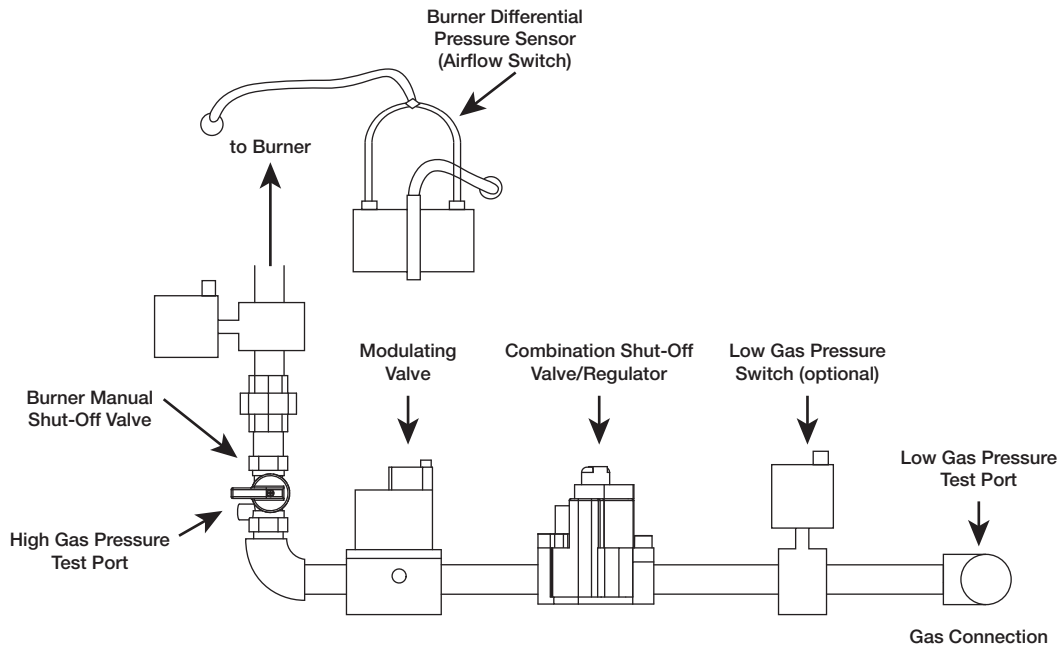 Burner Differential
Pressure Sensor
(Airflow Switch)
to Burner
Modulating
Valve
Combination Shut-Off
Valve/Regulator
Low Gas Pressure
Switch (optional)
Burner Manual
Shut-Off Valve
Low Gas Pressure
Test Port
High Gas Pressure
Test Port
Gas Connection